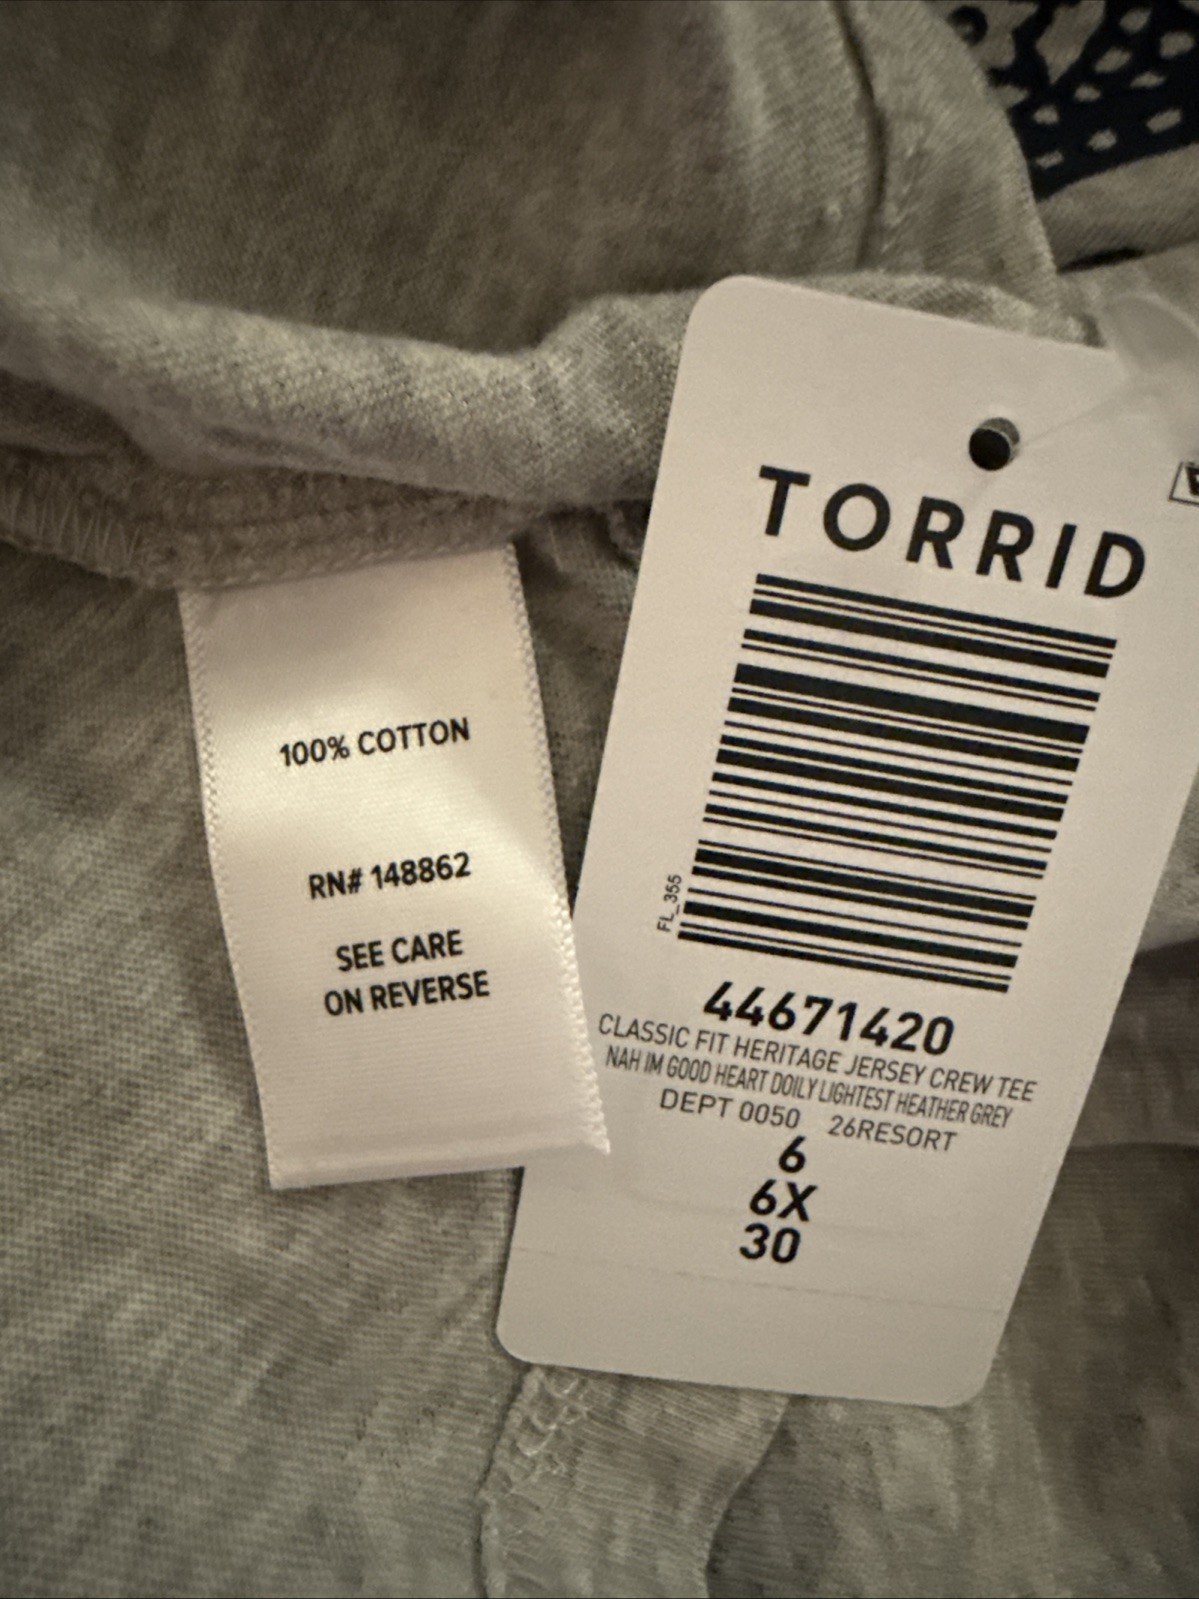 TORRID
FL_355
44671420
CLASSIC FIT HERITAGE JERSEY CREW TEE
NAH IM GOOD HEART DOILY LIGHTEST HEATHER GREY
DEPT 0050 26RESORT
6
6X
30
100% COTTON
RN# 148862
SEE CARE
ON REVERSE